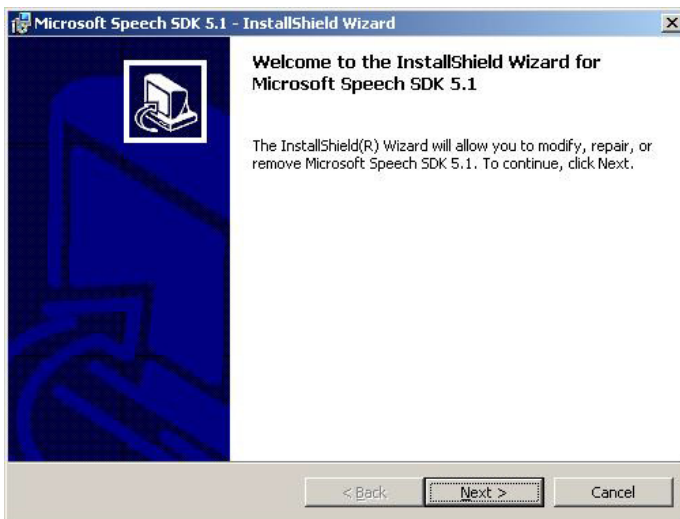 Microsoft Speech SDK 5.1 - InstallShield Wizard
Welcome to the InstallShield Wizard for
Microsoft Speech SDK 5.1
The InstallShield(R) Wizard will allow you to modify, repair, or
remove Microsoft Speech SDK 5.1. To continue, click Next.
< Back Next > Cancel